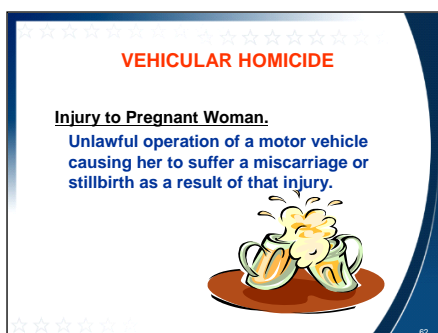 VEHICULAR HOMICIDE
Injury to Pregnant Woman.
Unlawful operation of a motor vehicle
causing her to suffer a miscarriage or
stillbirth as a result of that injury.
62